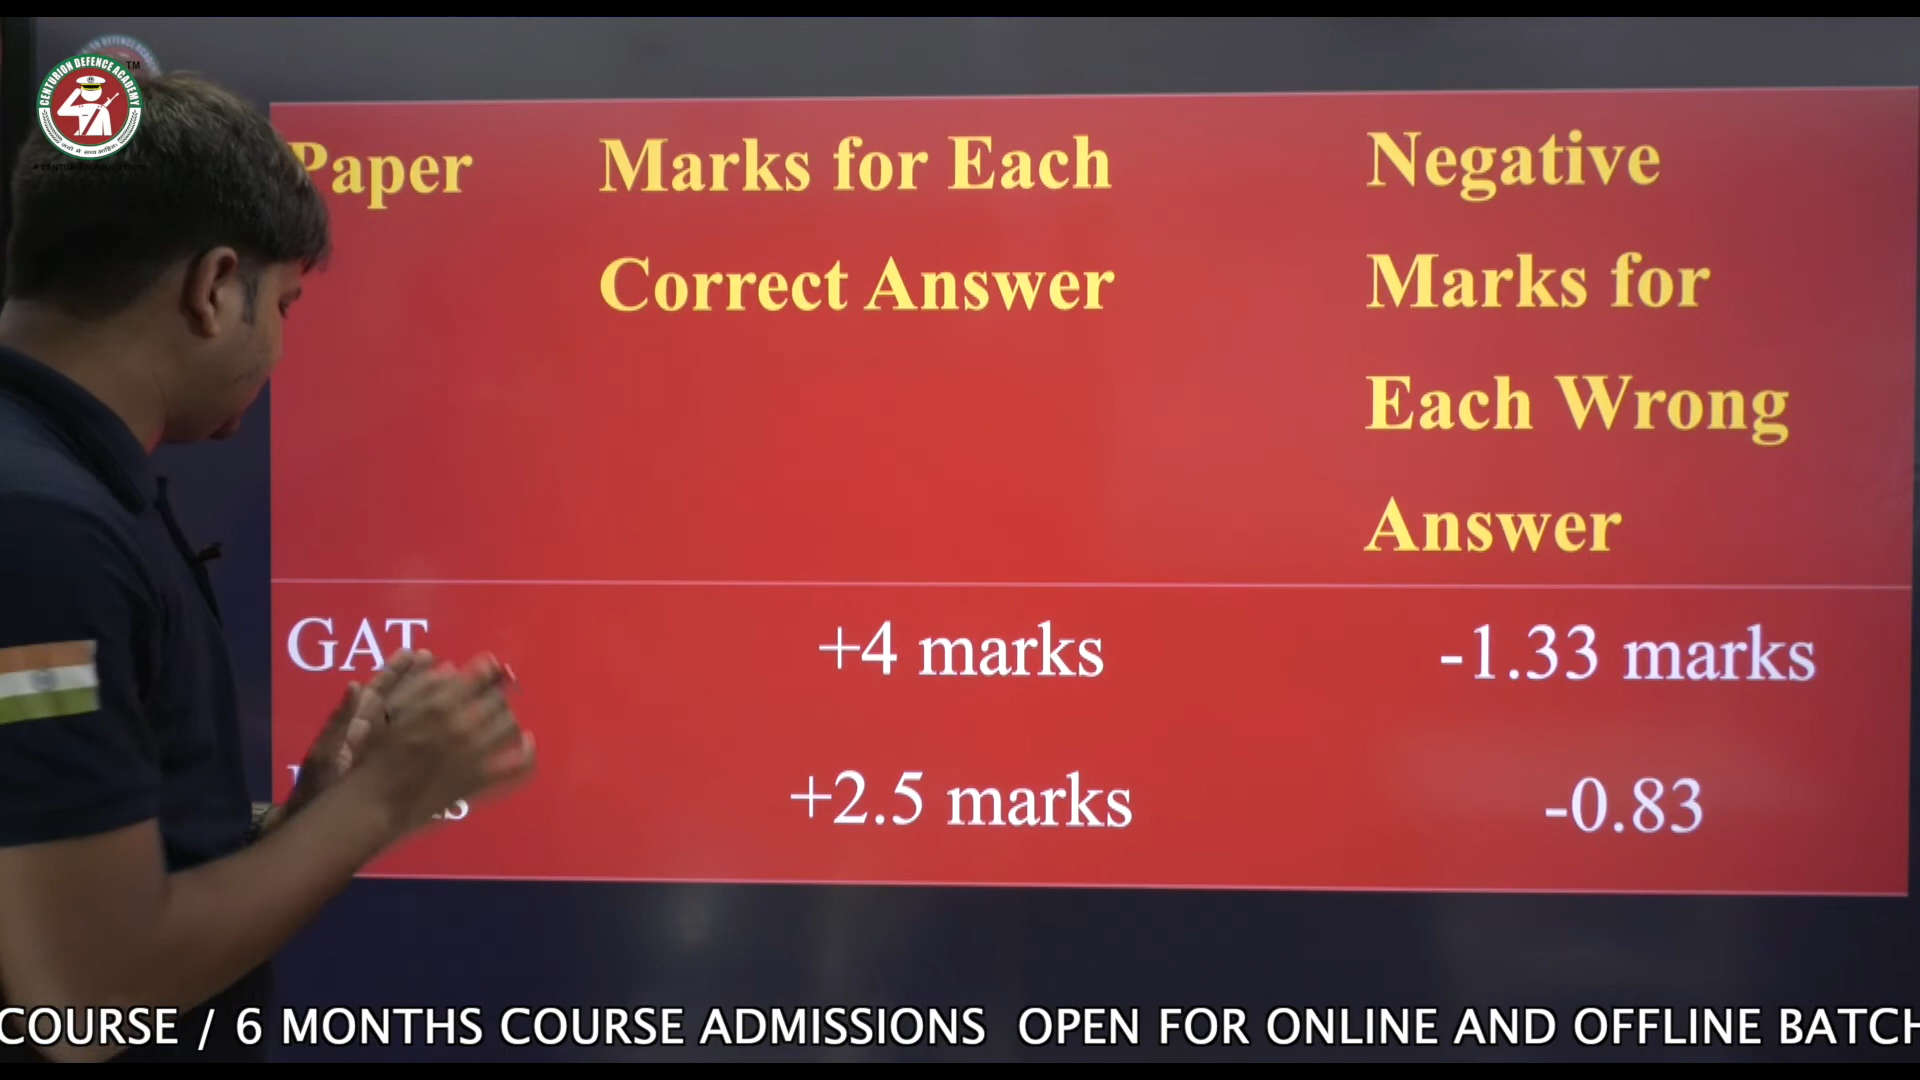 CENTURION DEFENCE ACADEMY
TM
Paper
Marks for Each
Correct Answer
Negative
Marks for
Each Wrong
Answer
GAT
+4 marks
-1.33 marks
+2.5 marks
-0.83
COURSE / 6 MONTHS COURSE ADMISSIONS OPEN FOR ONLINE AND OFFLINE BATCH